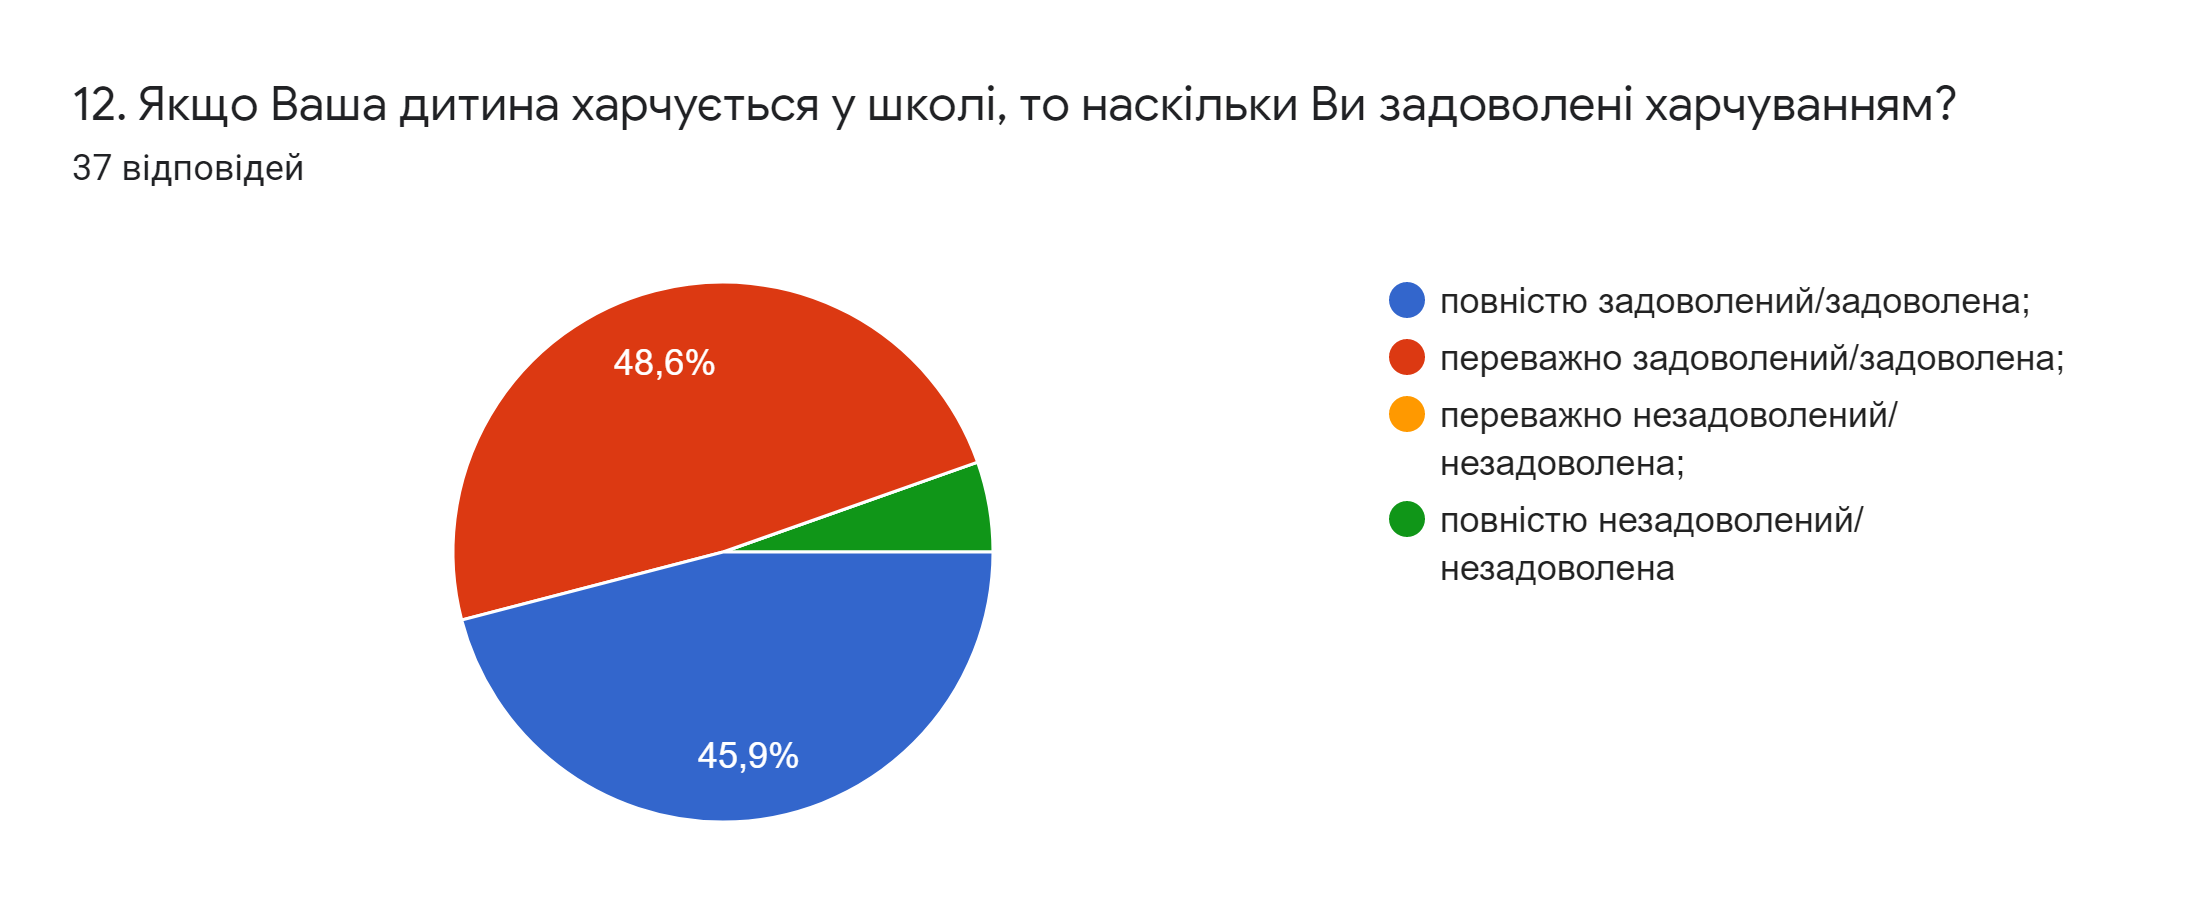 12. Якщо Ваша дитина харчується у школі, то наскільки Ви задоволені харчуванням?
37 відповідей
48,6%
45,9%
повністю задоволений/задоволена;
переважно задоволений/задоволена;
переважно незадоволений/
незадоволена;
повністю незадоволений/
незадоволена